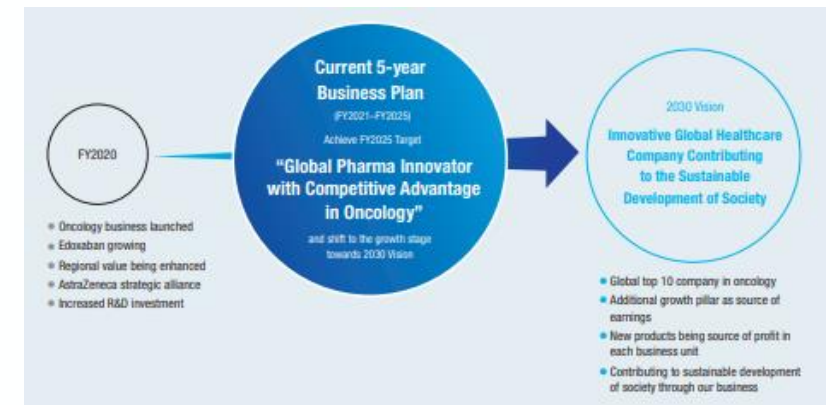 FY2020
• Oncology business launched
• Edoxaban growing
• Regional value being enhanced
• AstraZeneca strategic alliance
• Increased R&D investment
Current 5-year
Business Plan
(FY2021–FY2025)
Achieve FY2025 Target
“Global Pharma Innovator
with Competitive Advantage
in Oncology”
and shift to the growth stage
towards 2030 Vision
2030 Vision
Innovative Global Healthcare
Company Contributing
to the Sustainable
Development of Society
• Global top 10 company in oncology
• Additional growth pillar as source of
earnings
• New products being source of profit in
each business unit
• Contributing to sustainable development
of society through our business